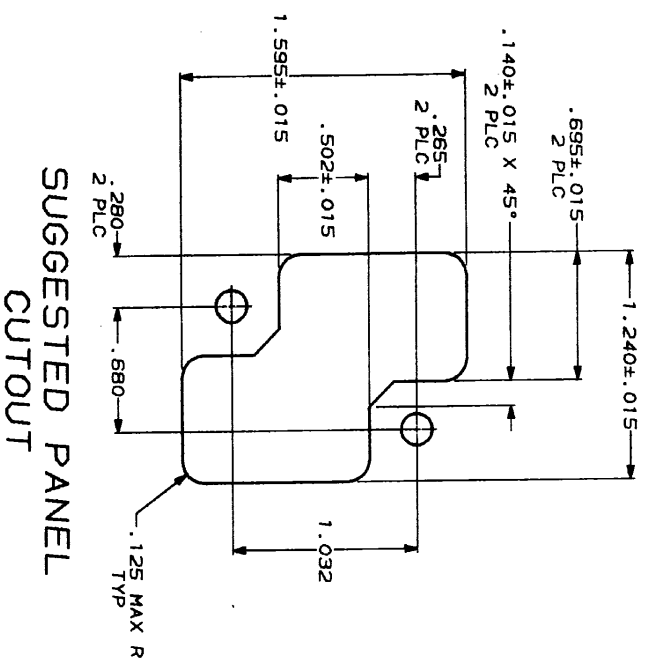 1.240±.015
.695±.015
2 PLC
.140±.015 X 45°
2 PLC
.265
2 PLC
.502±.015
1.595±.015
.280
2 PLC
.680
1.032
.125 MAX R
TYP
SUGGESTED PANEL
CUTOUT